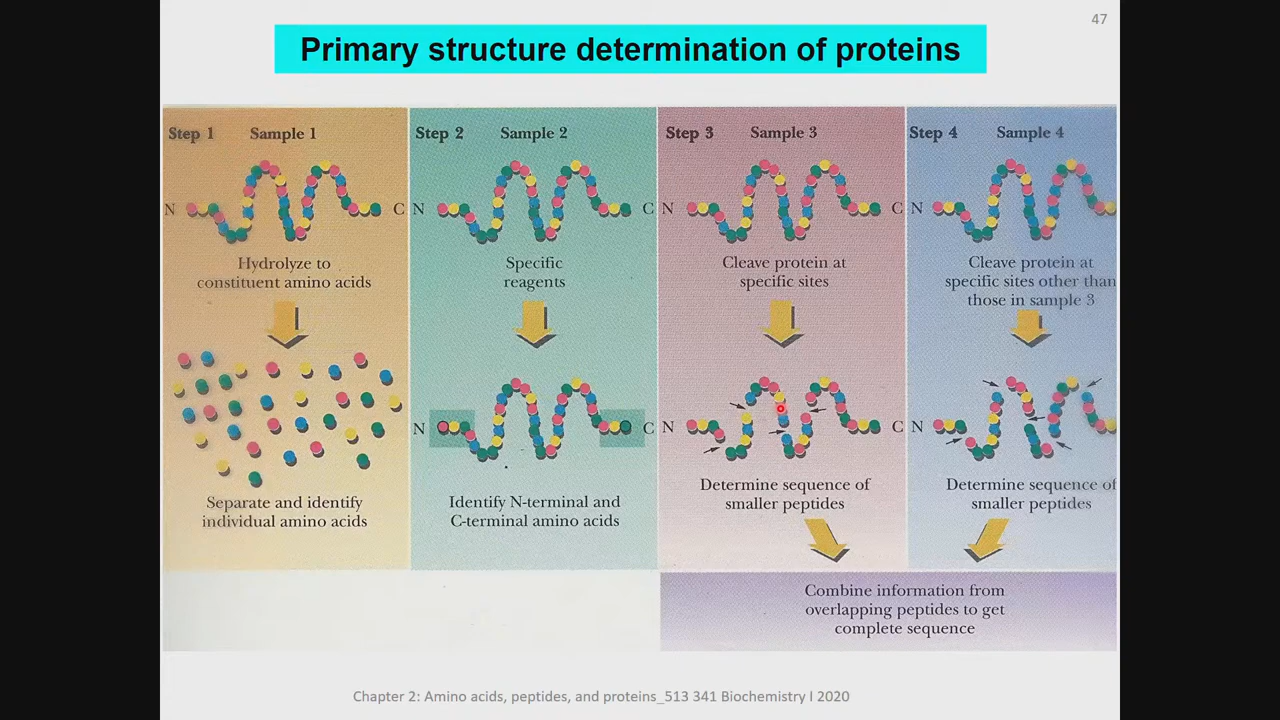 47
Primary structure determination of proteins
Step 1 Sample 1
N C
Hydrolyze to
constituent amino acids
Separate and identify
individual amino acids
Step 2 Sample 2
N C
Specific
reagents
N C
Identify N-terminal and
C-terminal amino acids
Step 3 Sample 3
N C
Cleave protein at
specific sites
N C
Determine sequence of
smaller peptides
Step 4 Sample 4
N
Cleave protein at
specific sites other than
those in sample 3
N
Determine sequence of
smaller peptides
Combine information from
overlapping peptides to get
complete sequence
Chapter 2: Amino acids, peptides, and proteins_513 341 Biochemistry I 2020